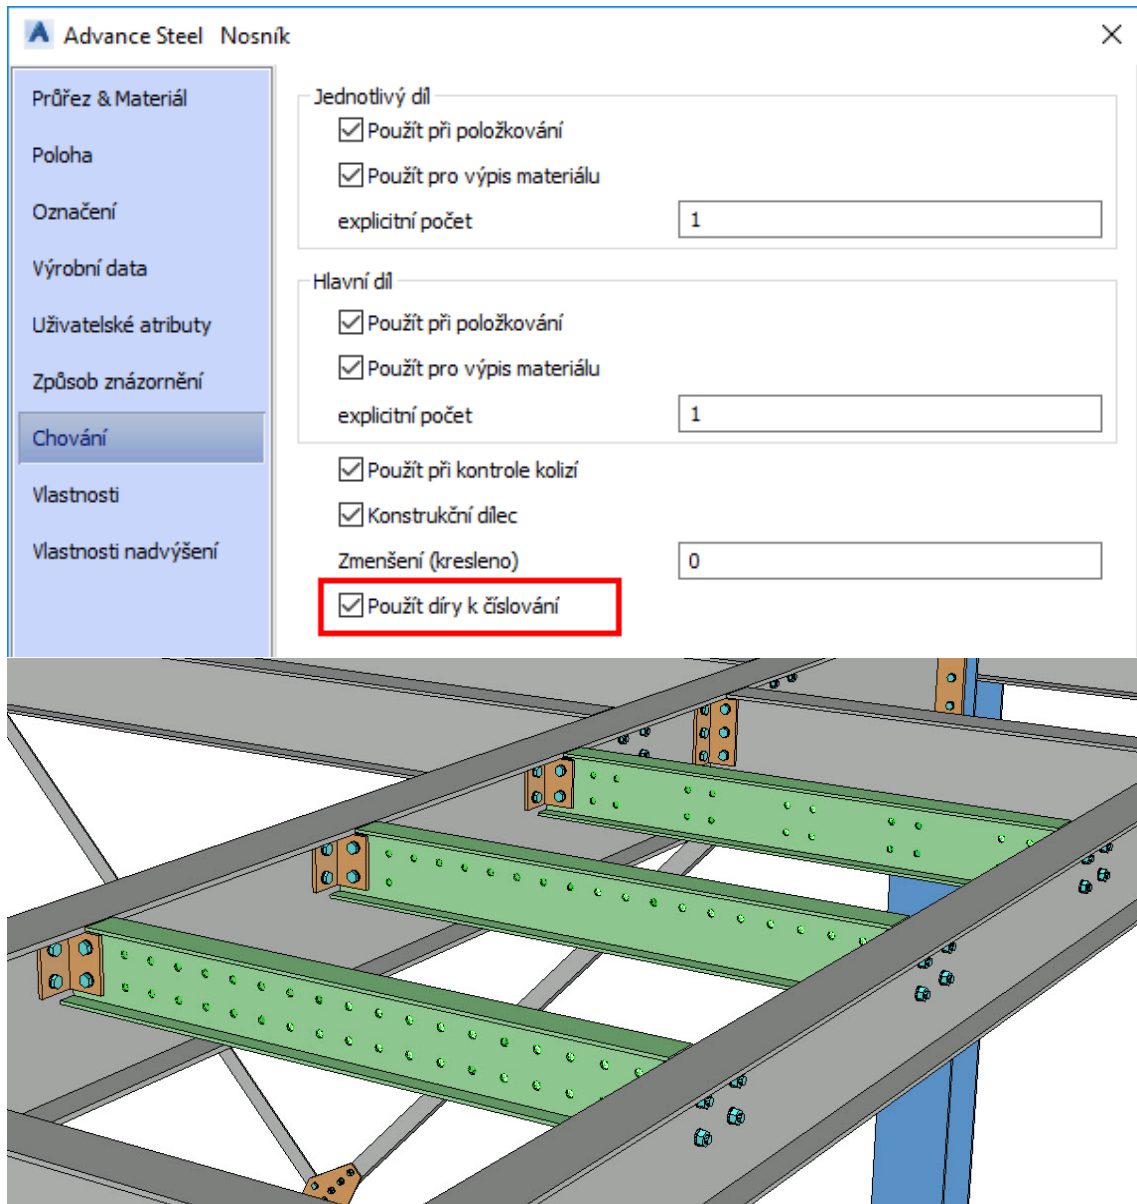 Advance Steel Nosník
Průřez & Materiál
Poloha
Označení
Výrobní data
Uživatelské atributy
Způsob znázornění
Chování
Vlastnosti
Vlastnosti nadvýšení
Jednotlivý díl
Použít při položkování
Použít pro výpis materiálu
explicitní počet 1
Hlavní díl
Použít při položkování
Použít pro výpis materiálu
explicitní počet 1
Použít při kontrole kolizí
Konstrukční dílec
Zmenšení (kresleno) 0
Použít díry k číslování